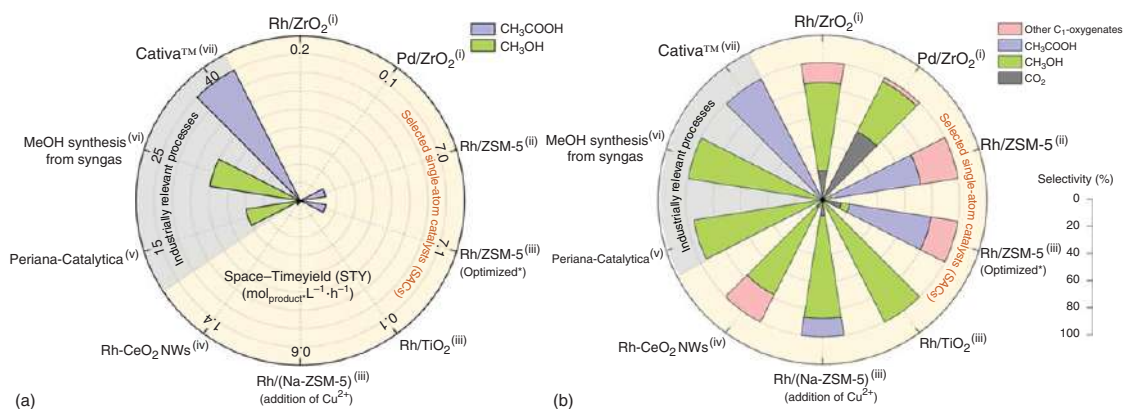 Rh/ZrO2(i)
CH3COOH
CH3OH
Cativa™(vii)
0.2
Pd/ZrO2(i)
0.1
40
MeOH synthesis(vi)
from syngas
25
Industrially relevant processes
Selected single-atom catalysts (SACs)
Rh/ZSM-5(ii)
7.0
Periana-Catalytica(v)
15
Rh/ZSM-5(iii)
(Optimized*)
7.1
Space–Timeyield (STY)
(molproduct·L−1·h−1)
Rh-CeO2 NWs(iv)
1.4
Rh/TiO2(iii)
0.1
0.6
Rh/(Na-ZSM-5)(iii)
(addition of Cu2+)
(a)
Rh/ZrO2(i)
Other C1-oxygenates
CH3COOH
CH3OH
CO2
Cativa™(vii)
Pd/ZrO2(i)
MeOH synthesis(vi)
from syngas
Industrially relevant processes
Selected single-atom catalysts (SACs)
Rh/ZSM-5(ii)
Periana-Catalytica(v)
Rh/ZSM-5(iii)
(Optimized*)
Rh-CeO2 NWs(iv)
Rh/TiO2(iii)
Rh/(Na-ZSM-5)(iii)
(addition of Cu2+)
(b)
Selectivity (%)
0
20
40
60
80
100